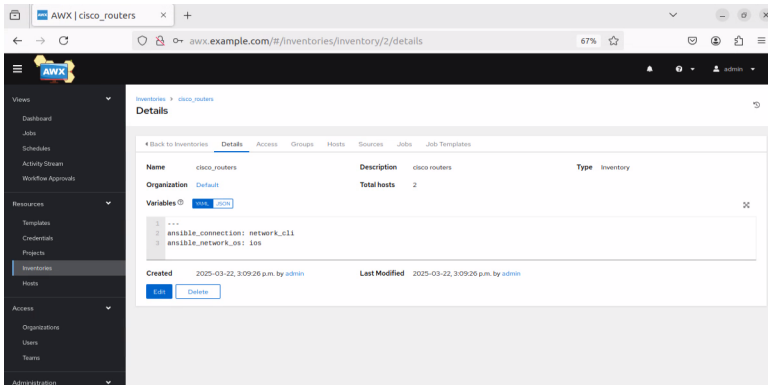 AWX | cisco_routers
awx.example.com/#/inventories/inventory/2/details
67%
AWX
admin
Views
Dashboard
Jobs
Schedules
Activity Stream
Workflow Approvals
Resources
Templates
Credentials
Projects
Inventories
Hosts
Access
Organizations
Users
Teams
Administration
Inventories > cisco_routers
Details
Back to Inventories Details Access Groups Hosts Sources Jobs Job Templates
Name cisco_routers Description cisco routers Type Inventory
Organization Default Total hosts 2
Variables YAML JSON
1 ---
2 ansible_connection: network_cli
3 ansible_network_os: ios
Created 2025-03-22, 3:09:26 p.m. by admin Last Modified 2025-03-22, 3:09:26 p.m. by admin
Edit Delete